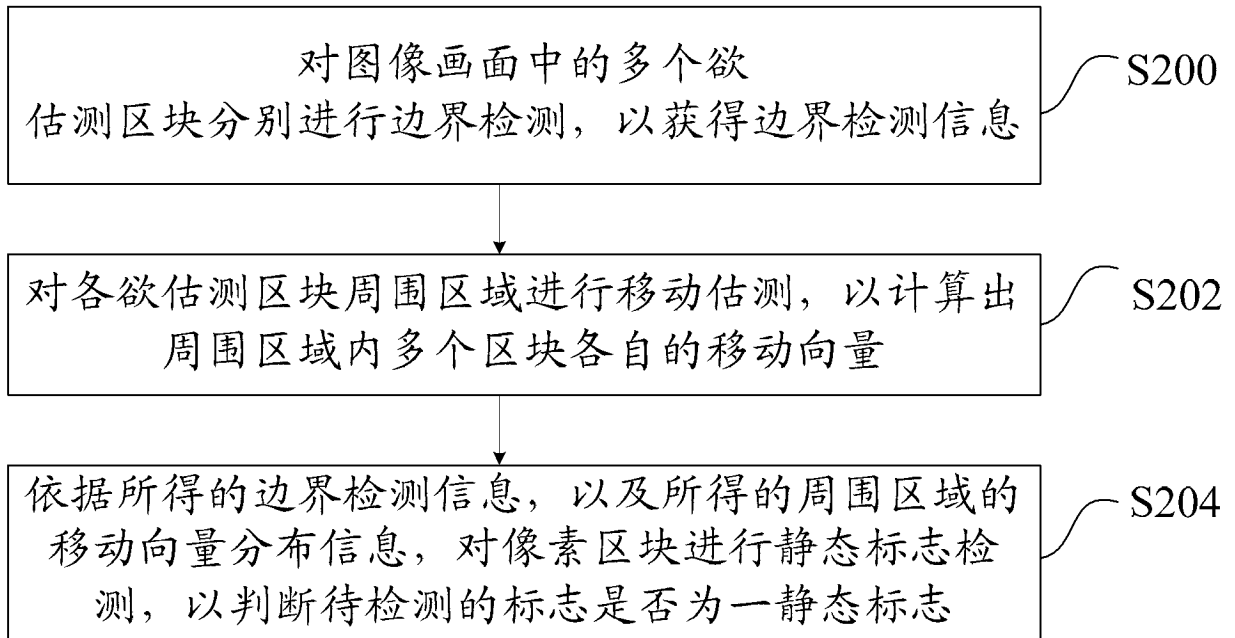 对图像画面中的多个欲
估测区块分别进行边界检测，以获得边界检测信息
S200
对各欲估测区块周围区域进行移动估测，以计算出
周围区域内多个区块各自的移动向量
S202
依据所得的边界检测信息，以及所得的周围区域的
移动向量分布信息，对像素区块进行静态标志检
测，以判断待检测的标志是否为一静态标志
S204